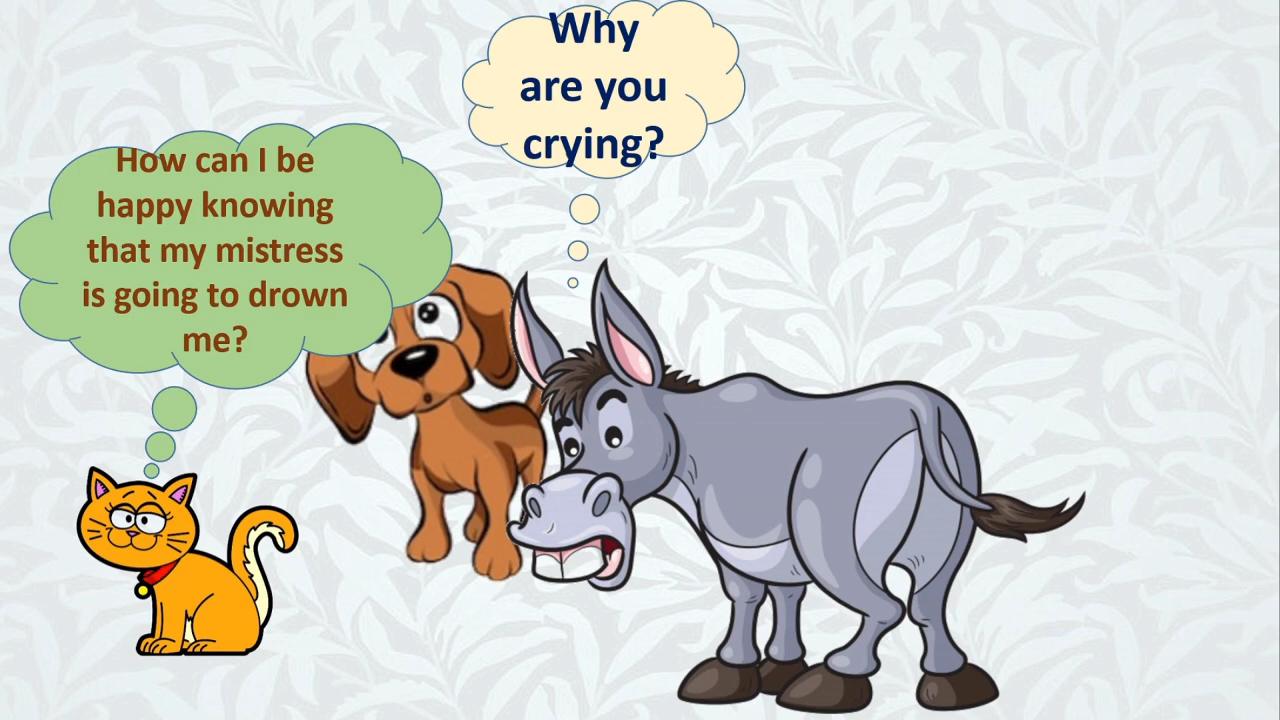 Why
are you
crying?
How can I be
happy knowing
that my mistress
is going to drown
me?